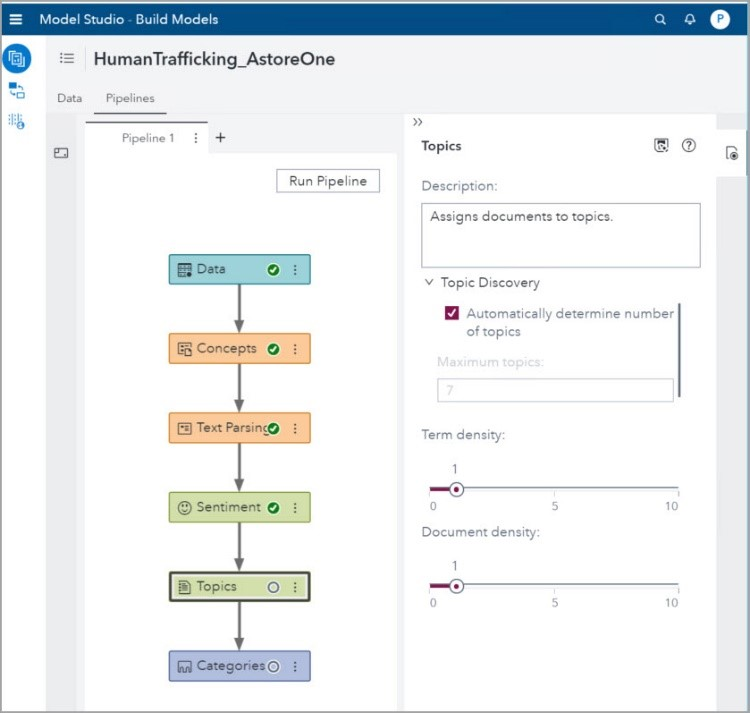 Model Studio - Build Models
P
HumanTrafficking_AstoreOne
Data
Pipelines
Pipeline 1
+
Run Pipeline
Data
Concepts
Text Parsing
Sentiment
Topics
Categories
Topics
?
Description:
Assigns documents to topics.
Topic Discovery
Automatically determine number
of topics
Maximum topics:
7
Term density:
1
0 5 10
Document density:
1
0 5 10